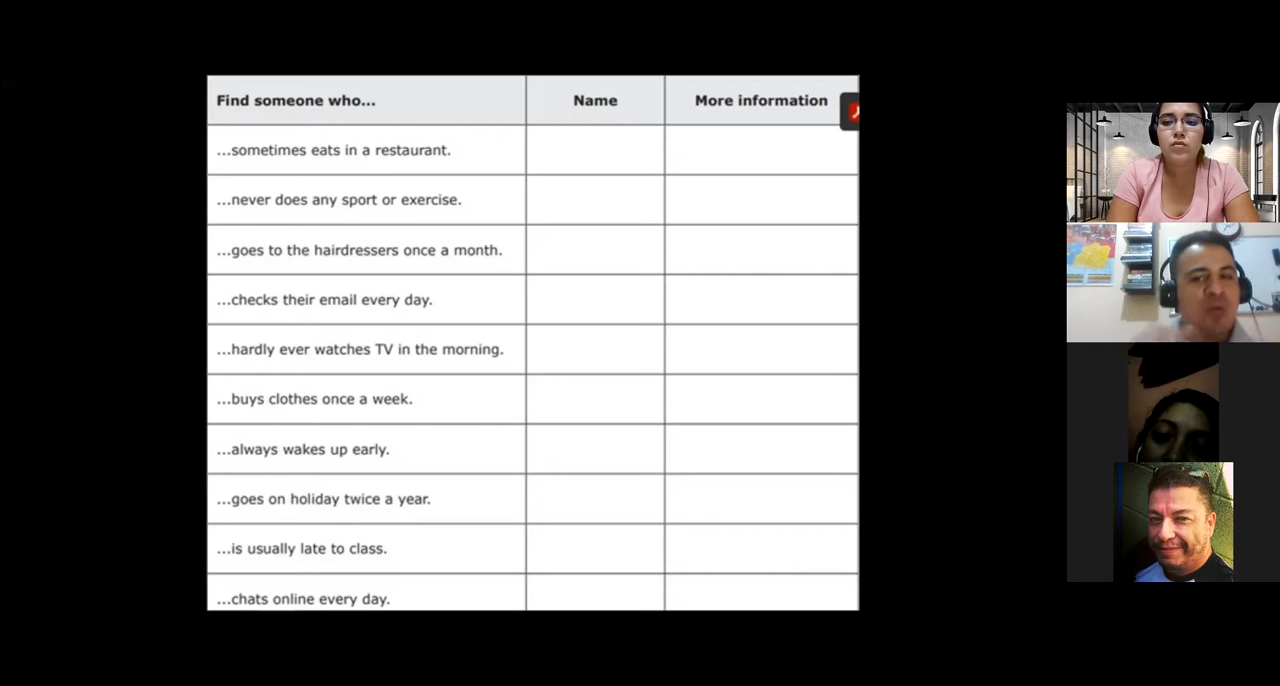 Find someone who... Name More information
...sometimes eats in a restaurant.
...never does any sport or exercise.
...goes to the hairdressers once a month.
...checks their email every day.
...hardly ever watches TV in the morning.
...buys clothes once a week.
...always wakes up early.
...goes on holiday twice a year.
...is usually late to class.
...chats online every day.